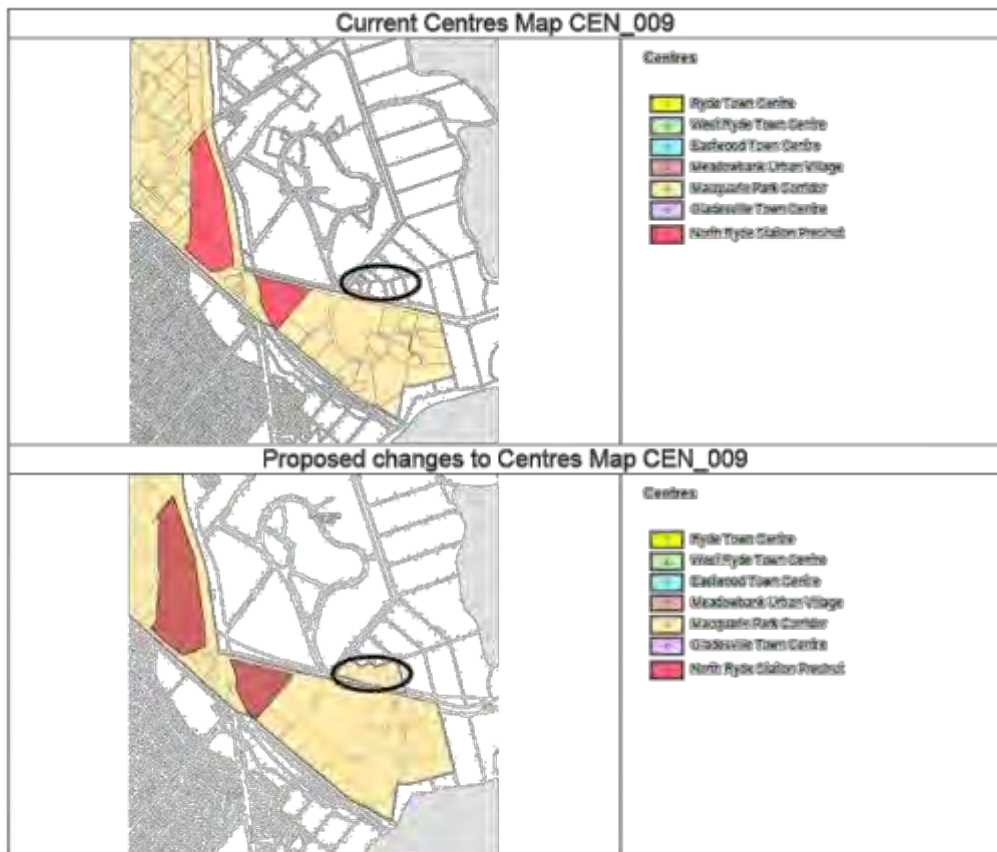 Current Centres Map CEN_009
Centres
Ryde Town Centre
West Ryde Town Centre
Eastwood Town Centre
Meadowbank Urban Village
Macquarie Park Corridor
Gladesville Town Centre
North Ryde Station Precinct
Proposed changes to Centres Map CEN_009
Centres
Ryde Town Centre
West Ryde Town Centre
Eastwood Town Centre
Meadowbank Urban Village
Macquarie Park Corridor
Gladesville Town Centre
North Ryde Station Precinct